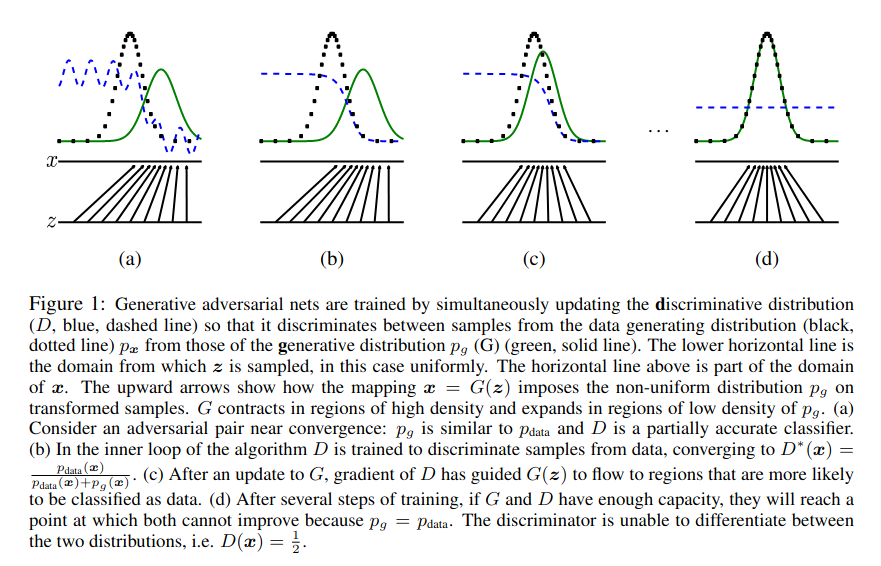 x
z
...
(a) (b) (c) (d)
Figure 1: Generative adversarial nets are trained by simultaneously updating the discriminative distribution
(D, blue, dashed line) so that it discriminates between samples from the data generating distribution (black,
dotted line) pₓ from those of the generative distribution p_g (G) (green, solid line). The lower horizontal line is
the domain from which z is sampled, in this case uniformly. The horizontal line above is part of the domain
of x. The upward arrows show how the mapping x = G(z) imposes the non-uniform distribution p_g on
transformed samples. G contracts in regions of high density and expands in regions of low density of p_g. (a)
Consider an adversarial pair near convergence: p_g is similar to p_data and D is a partially accurate classifier.
(b) In the inner loop of the algorithm D is trained to discriminate samples from data, converging to D*(x) =
p_data(x) / (p_data(x)+p_g(x)). (c) After an update to G, gradient of D has guided G(z) to flow to regions that are more likely
to be classified as data. (d) After several steps of training, if G and D have enough capacity, they will reach a
point at which both cannot improve because p_g = p_data. The discriminator is unable to differentiate between
the two distributions, i.e. D(x) = 1/2.